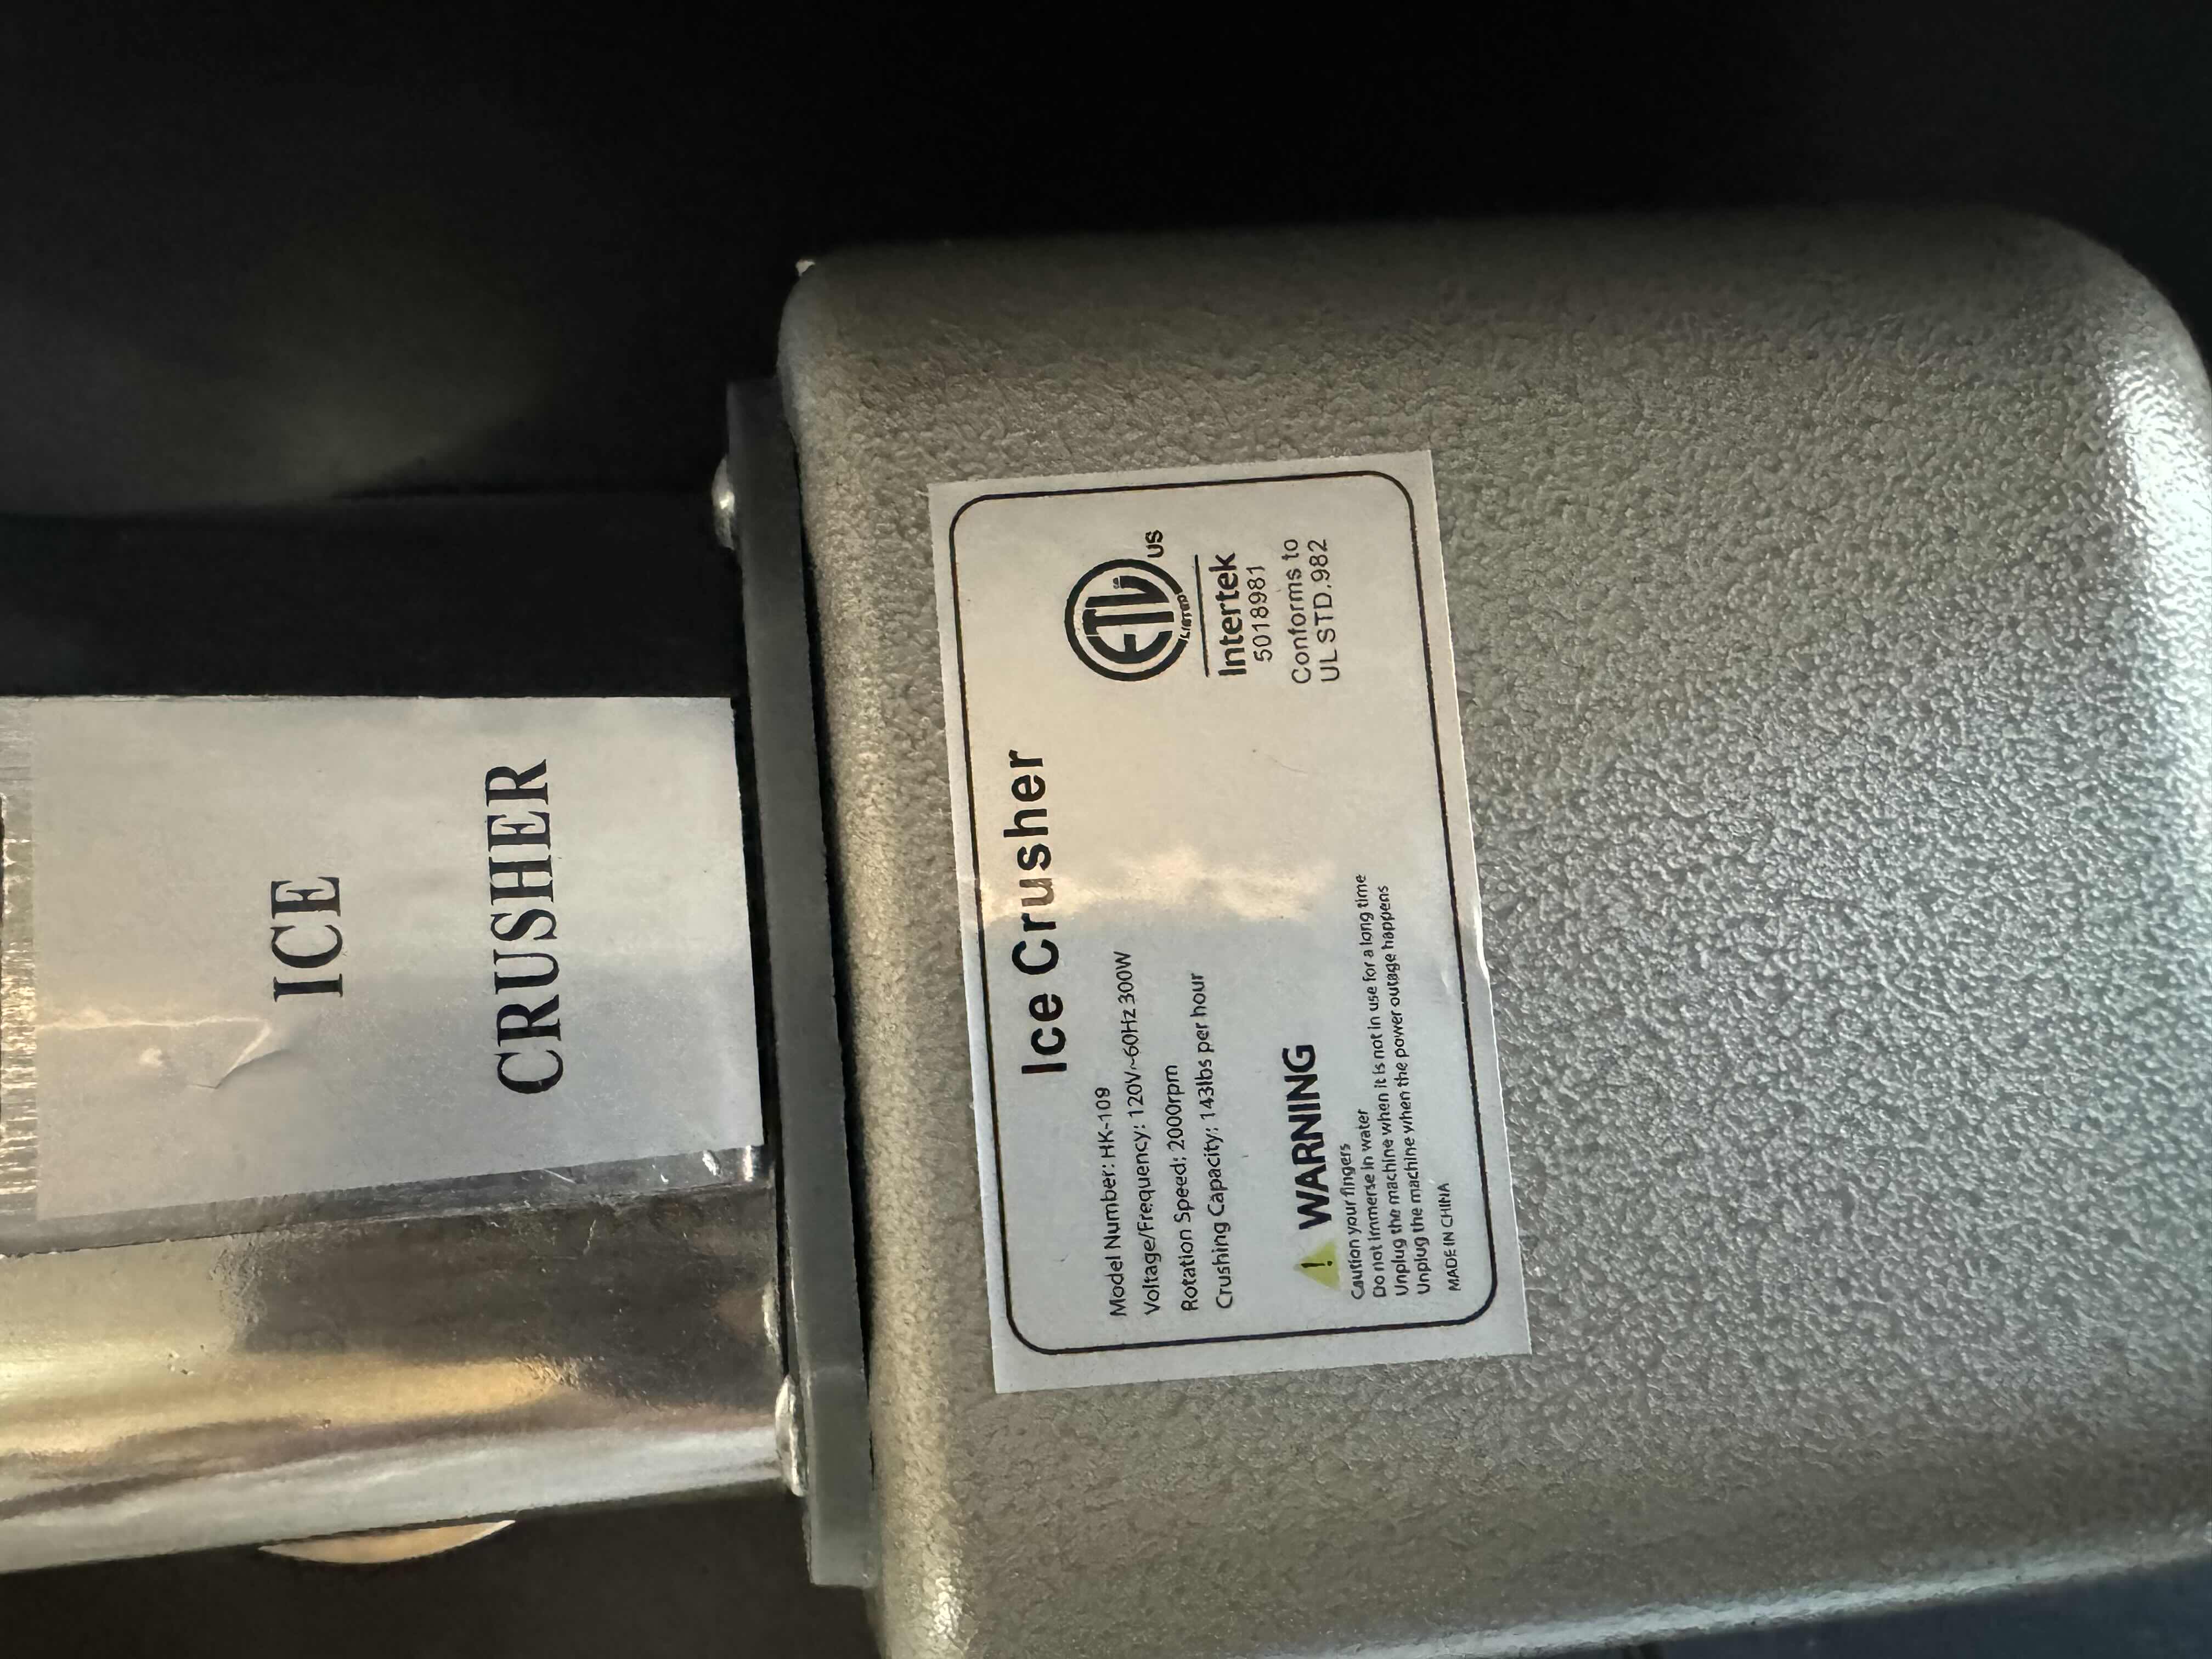 ICE
CRUSHER
Ice Crusher
Model Number: HK-109
Voltage/Frequency: 120V~60Hz 300W
Rotation Speed: 2000rpm
Crushing Capacity: 143lbs per hour
ETL
LISTED
US
Intertek
5018981
Conforms to
UL STD.982
WARNING
Caution your fingers
Do not immerse in water
Unplug the machine when it is not in use for a long time
Unplug the machine when the power outage happens
MADE IN CHINA